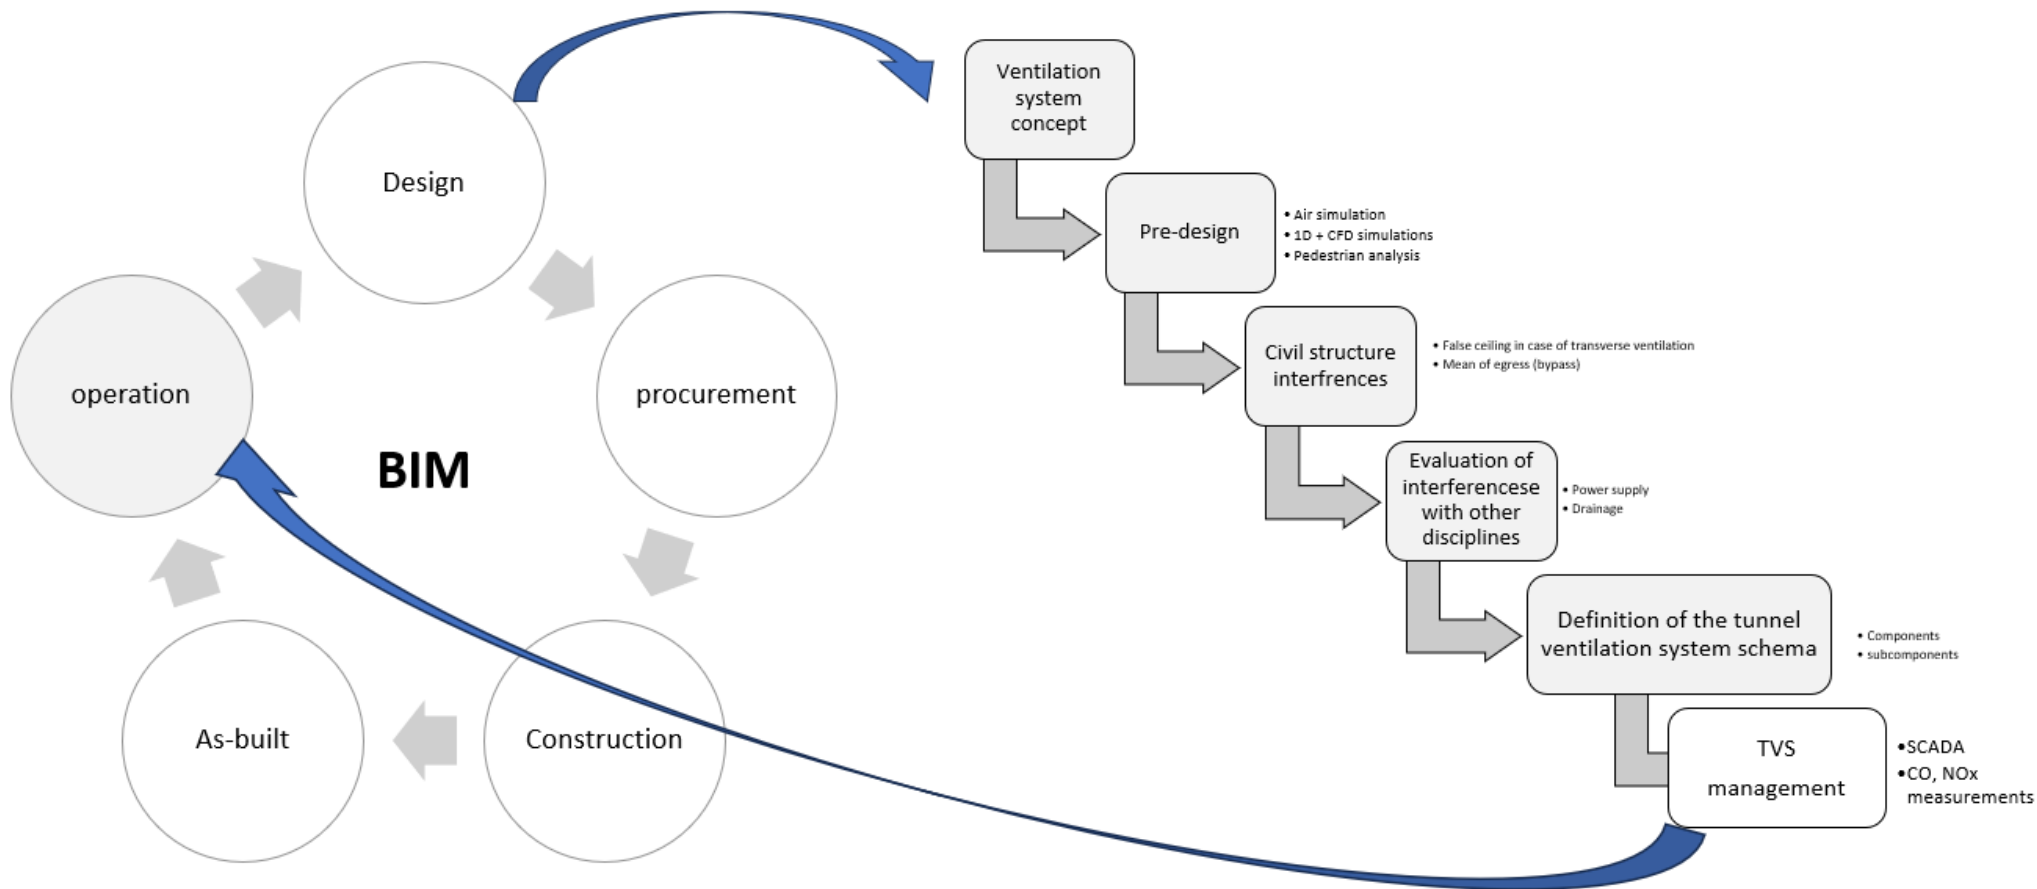 Design
procurement
Construction
As-built
operation
BIM
Ventilation
system
concept
Pre-design
• Air simulation
• 1D + CFD simulations
• Pedestrian analysis
Civil structure
interfrences
• False ceiling in case of transverse ventilation
• Mean of egress (bypass)
Evaluation of
interferencese
with other
disciplines
• Power supply
• Drainage
Definition of the tunnel
ventilation system schema
• Components
• subcomponents
TVS
management
•SCADA
•CO, NOx
measurements